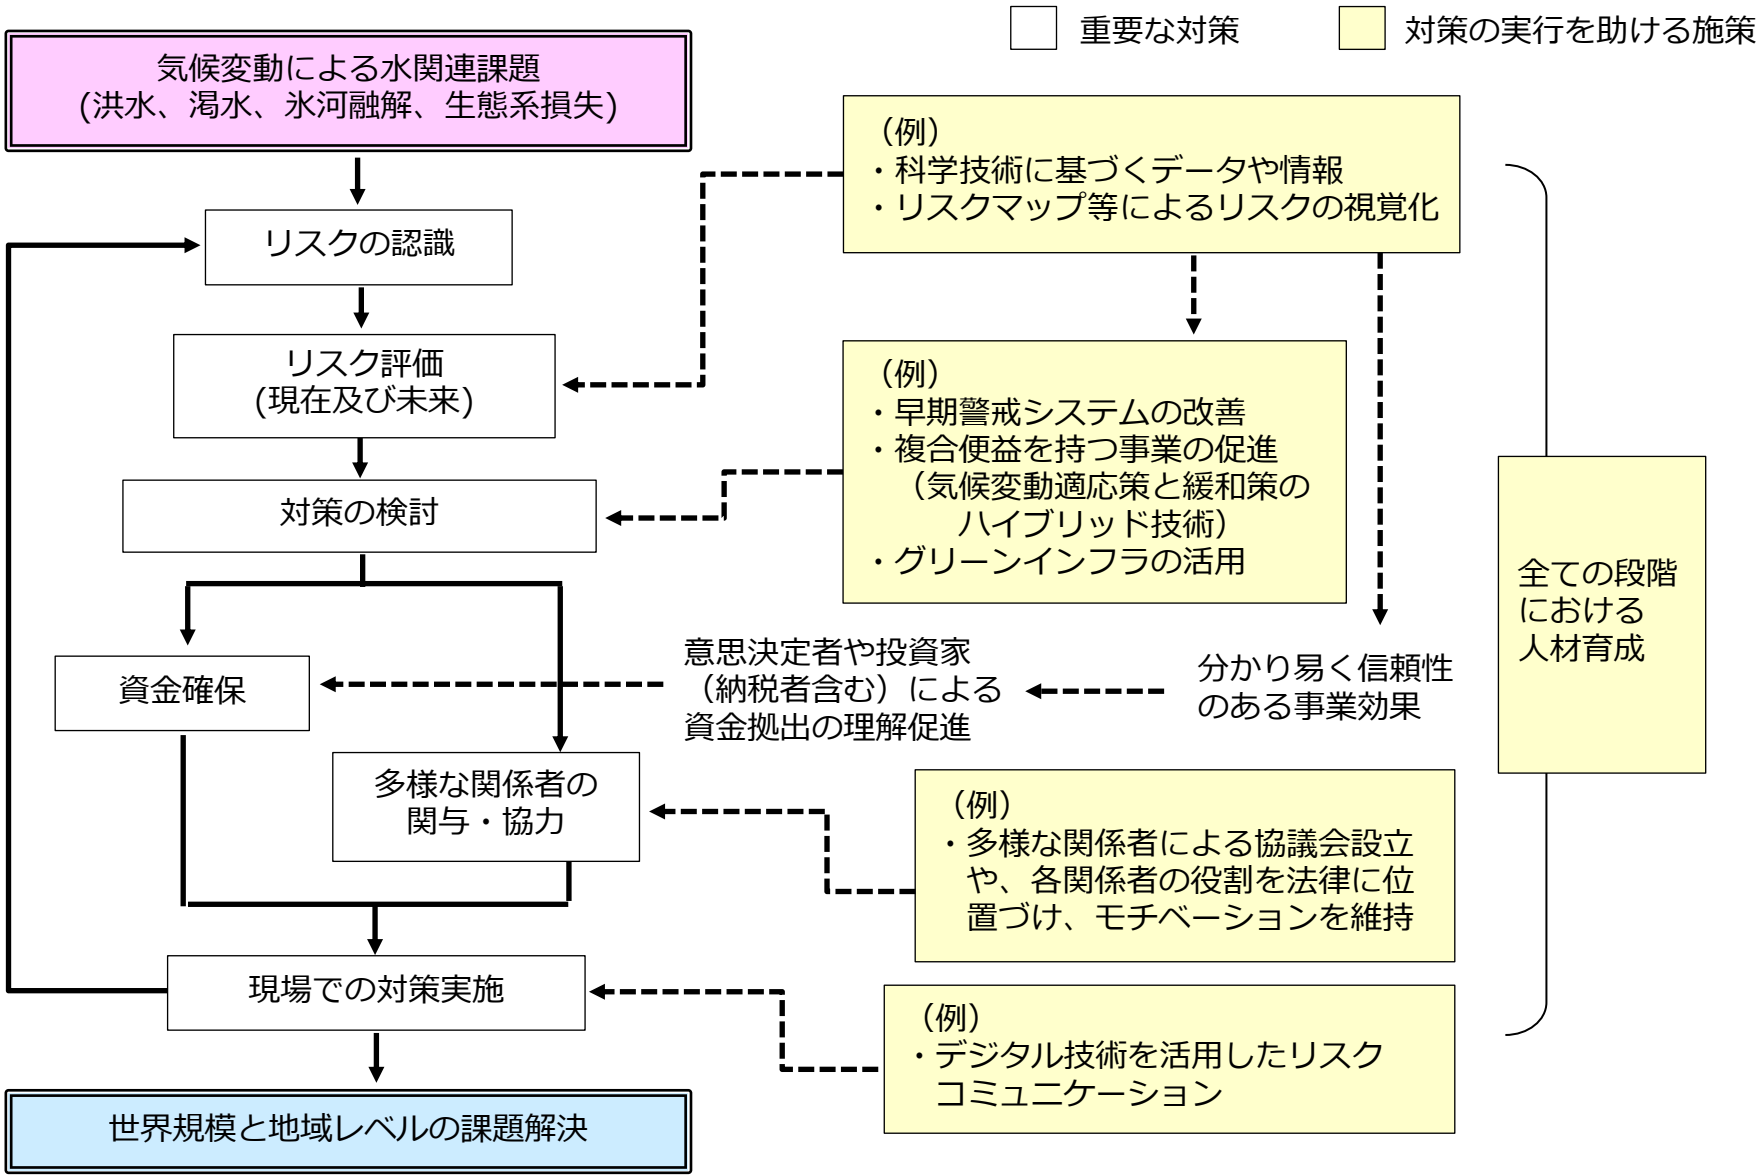 重要な対策
対策の実行を助ける施策
気候変動による水関連課題
(洪水、渇水、氷河融解、生態系損失)
リスクの認識
リスク評価
(現在及び未来)
対策の検討
資金確保
多様な関係者の
関与・協力
現場での対策実施
世界規模と地域レベルの課題解決
（例）
・科学技術に基づくデータや情報
・リスクマップ等によるリスクの視覚化
（例）
・早期警戒システムの改善
・複合便益を持つ事業の促進
（気候変動適応策と緩和策の
ハイブリッド技術）
・グリーンインフラの活用
意思決定者や投資家
（納税者含む）による
資金拠出の理解促進
分かり易く信頼性
のある事業効果
（例）
・多様な関係者による協議会設立
や、各関係者の役割を法律に位
置づけ、モチベーションを維持
（例）
・デジタル技術を活用したリスク
コミュニケーション
全ての段階
における
人材育成